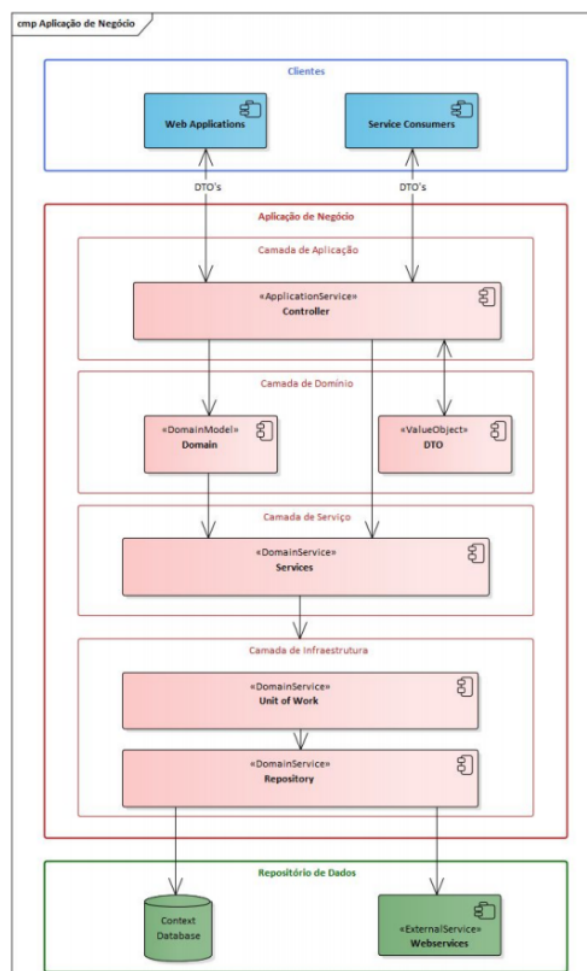 cmp Aplicação de Negócio
Clientes
Web Applications
Service Consumers
DTO's
DTO's
Aplicação de Negócio
Camada de Aplicação
«ApplicationService»
Controller
Camada de Domínio
«DomainModel»
Domain
«ValueObject»
DTO
Camada de Serviço
«DomainService»
Services
Camada de Infraestrutura
«DomainService»
Unit of Work
«DomainService»
Repository
Repositório de Dados
Context
Database
«ExternalService»
Webservices